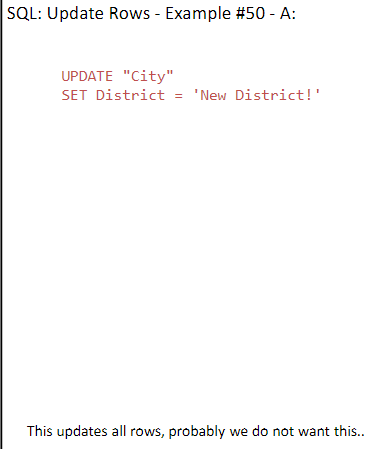 SQL: Update Rows - Example #50 - A:
UPDATE "City"
SET District = 'New District!'
This updates all rows, probably we do not want this..